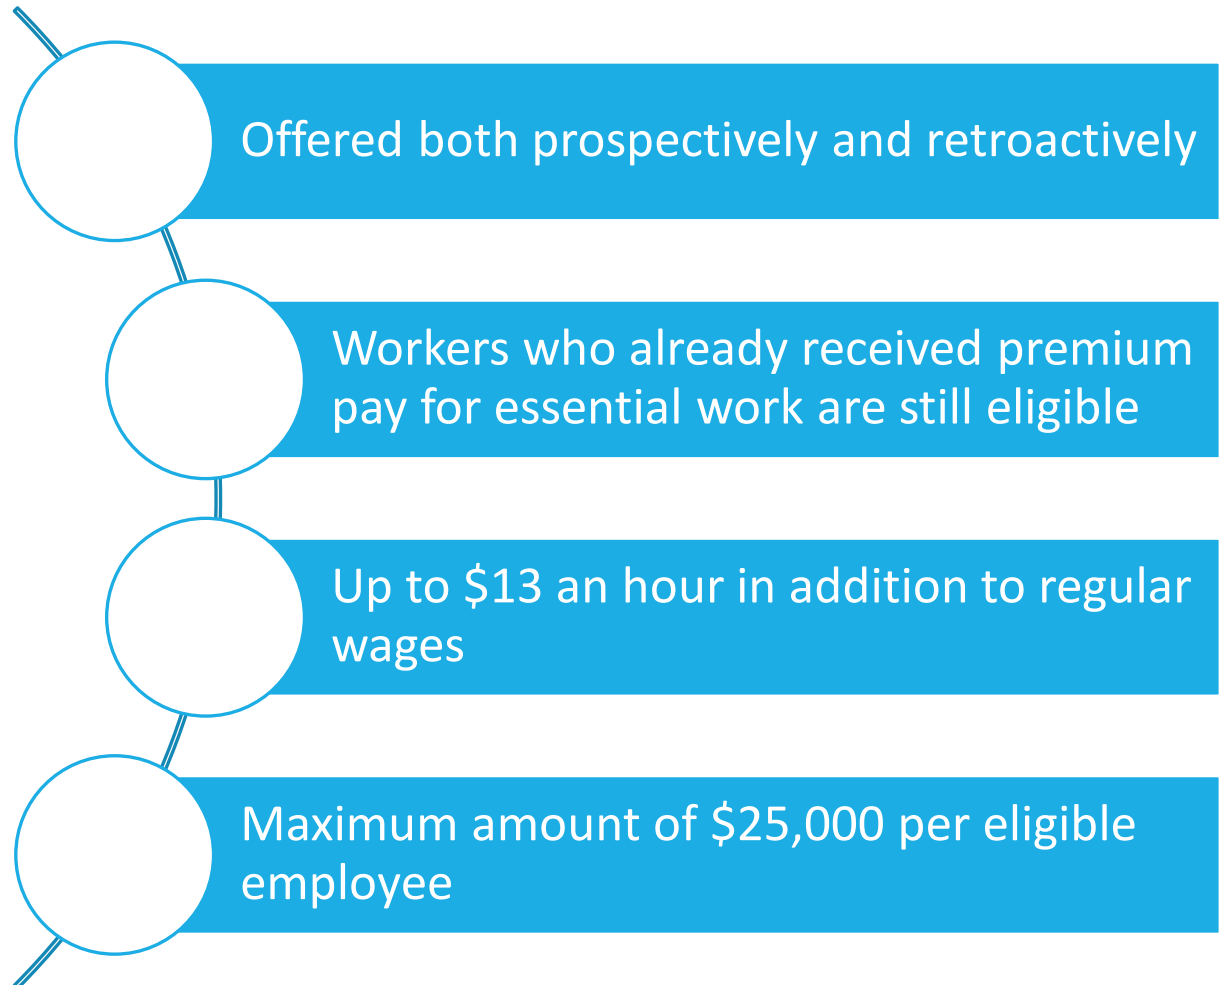 Offered both prospectively and retroactively
Workers who already received premium
pay for essential work are still eligible
Up to $13 an hour in addition to regular
wages
Maximum amount of $25,000 per eligible
employee